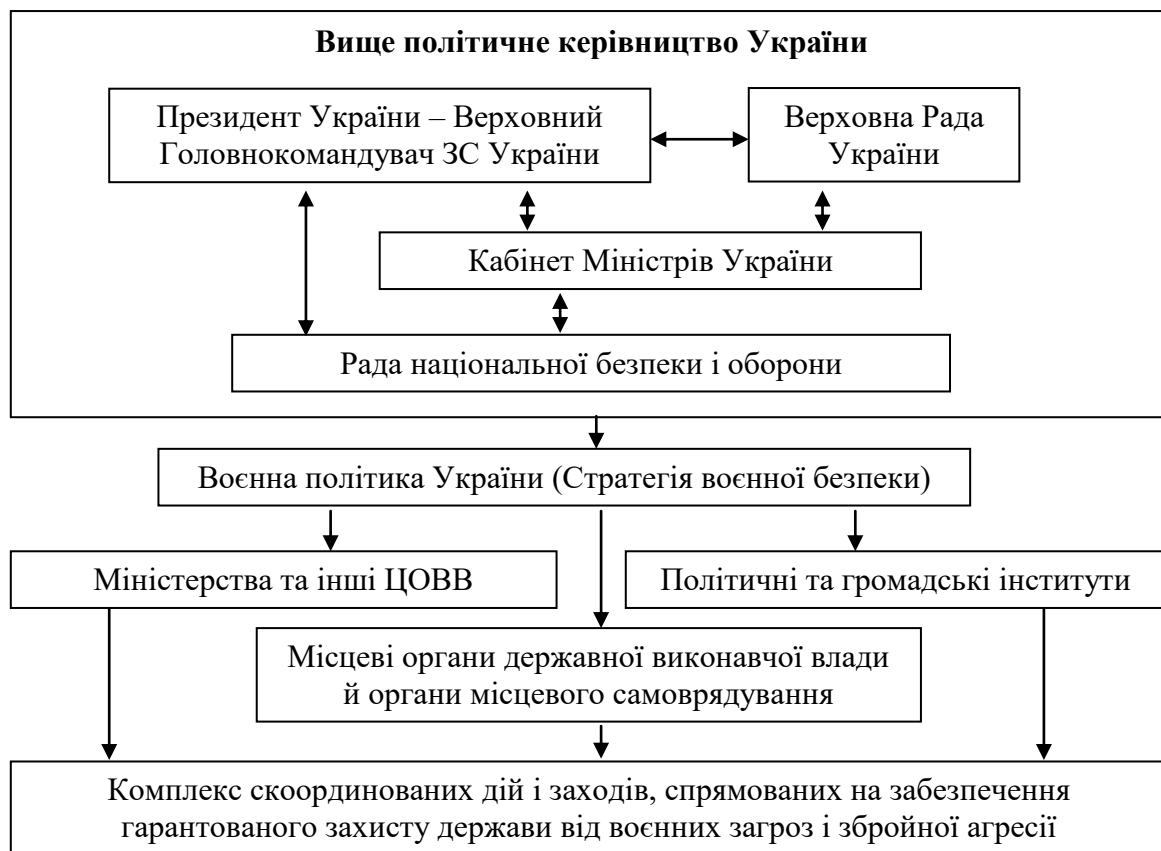 Вище політичне керівництво України
Президент України – Верховний
Головнокомандувач ЗС України
Верховна Рада
України
Кабінет Міністрів України
Рада національної безпеки і оборони
Воєнна політика України (Стратегія воєнної безпеки)
Міністерства та інші ЦОВВ
Політичні та громадські інститути
Місцеві органи державної виконавчої влади
й органи місцевого самоврядування
Комплекс скоординованих дій і заходів, спрямованих на забезпечення
гарантованого захисту держави від воєнних загроз і збройної агресії